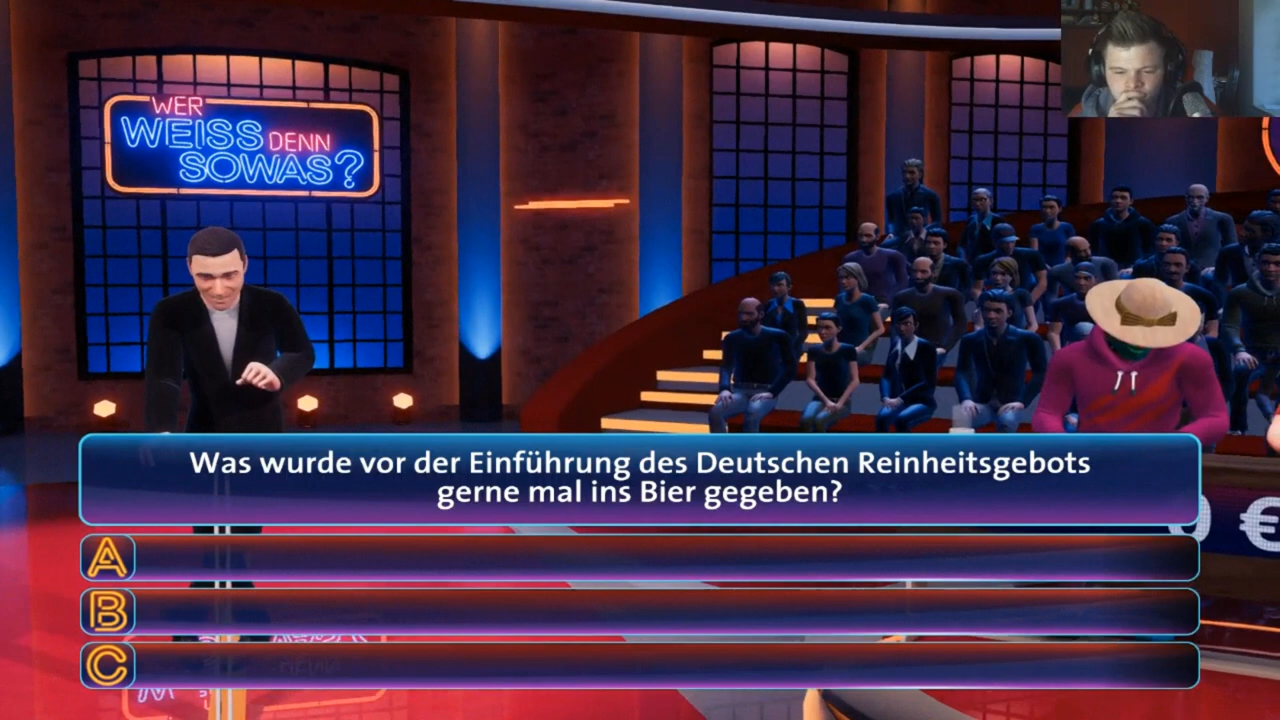 WER
WEISS DENN
SOWAS?
Was wurde vor der Einführung des Deutschen Reinheitsgebots
gerne mal ins Bier gegeben?
€
A
B
C